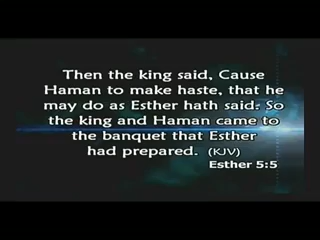 Then the king said, Cause
Haman to make haste, that he
may do as Esther hath said. So
the king and Haman came to
the banquet that Esther
had prepared. (KJV)
Esther 5:5